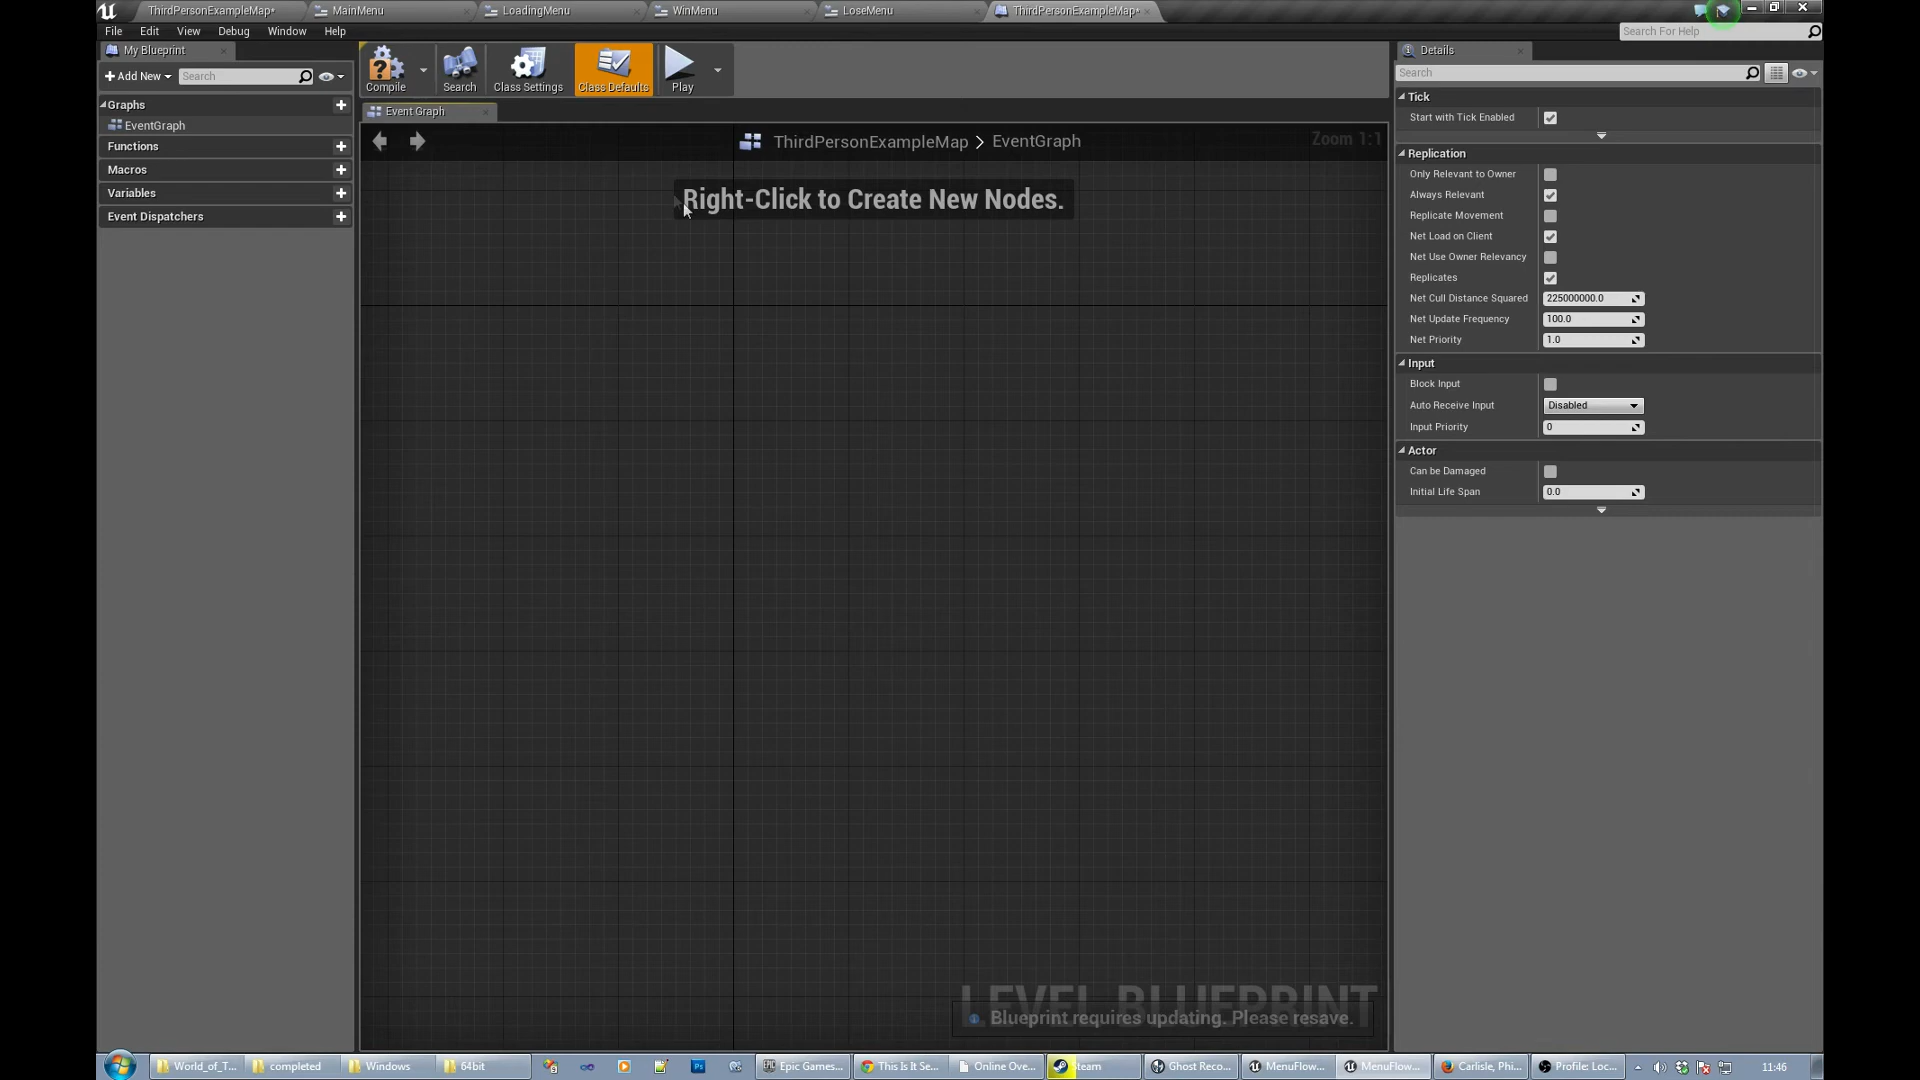 ThirdPersonExampleMap*
MainMenu
LoadingMenu
WinMenu
LoseMenu
ThirdPersonExampleMap*
File Edit View Debug Window Help
Search For Help
My Blueprint
Add New
Search
Graphs
EventGraph
Functions
Macros
Variables
Event Dispatchers
Compile
Search
Class Settings
Class Defaults
Play
Event Graph
ThirdPersonExampleMap > EventGraph
Zoom 1:1
Right-Click to Create New Nodes.
LEVEL BLUEPRINT
Blueprint requires updating. Please resave.
Details
Search
Tick
Start with Tick Enabled
Replication
Only Relevant to Owner
Always Relevant
Replicate Movement
Net Load on Client
Net Use Owner Relevancy
Replicates
Net Cull Distance Squared 225000000.0
Net Update Frequency 100.0
Net Priority 1.0
Input
Block Input
Auto Receive Input Disabled
Input Priority 0
Actor
Can be Damaged
Initial Life Span 0.0
World_of_T...
completed
Windows
64bit
Epic Games...
This Is It Se...
Online Ove...
Steam
Ghost Reco...
MenuFlow...
MenuFlow...
Carlisle, Phi...
Profile: Loc...
11:46